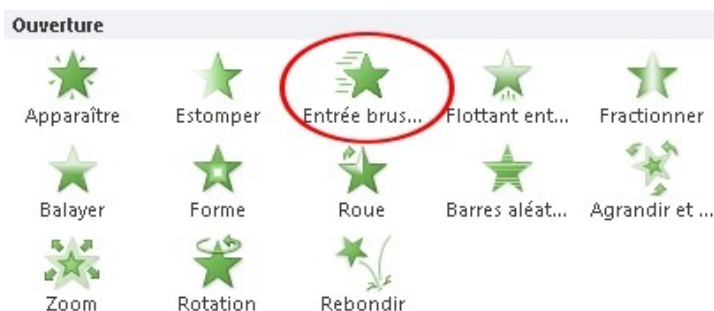 Ouverture
Apparaître Estomper Entrée brus... Flottant ent... Fractionner
Balayer Forme Roue Barres aléat... Agrandir et ...
Zoom Rotation Rebondir